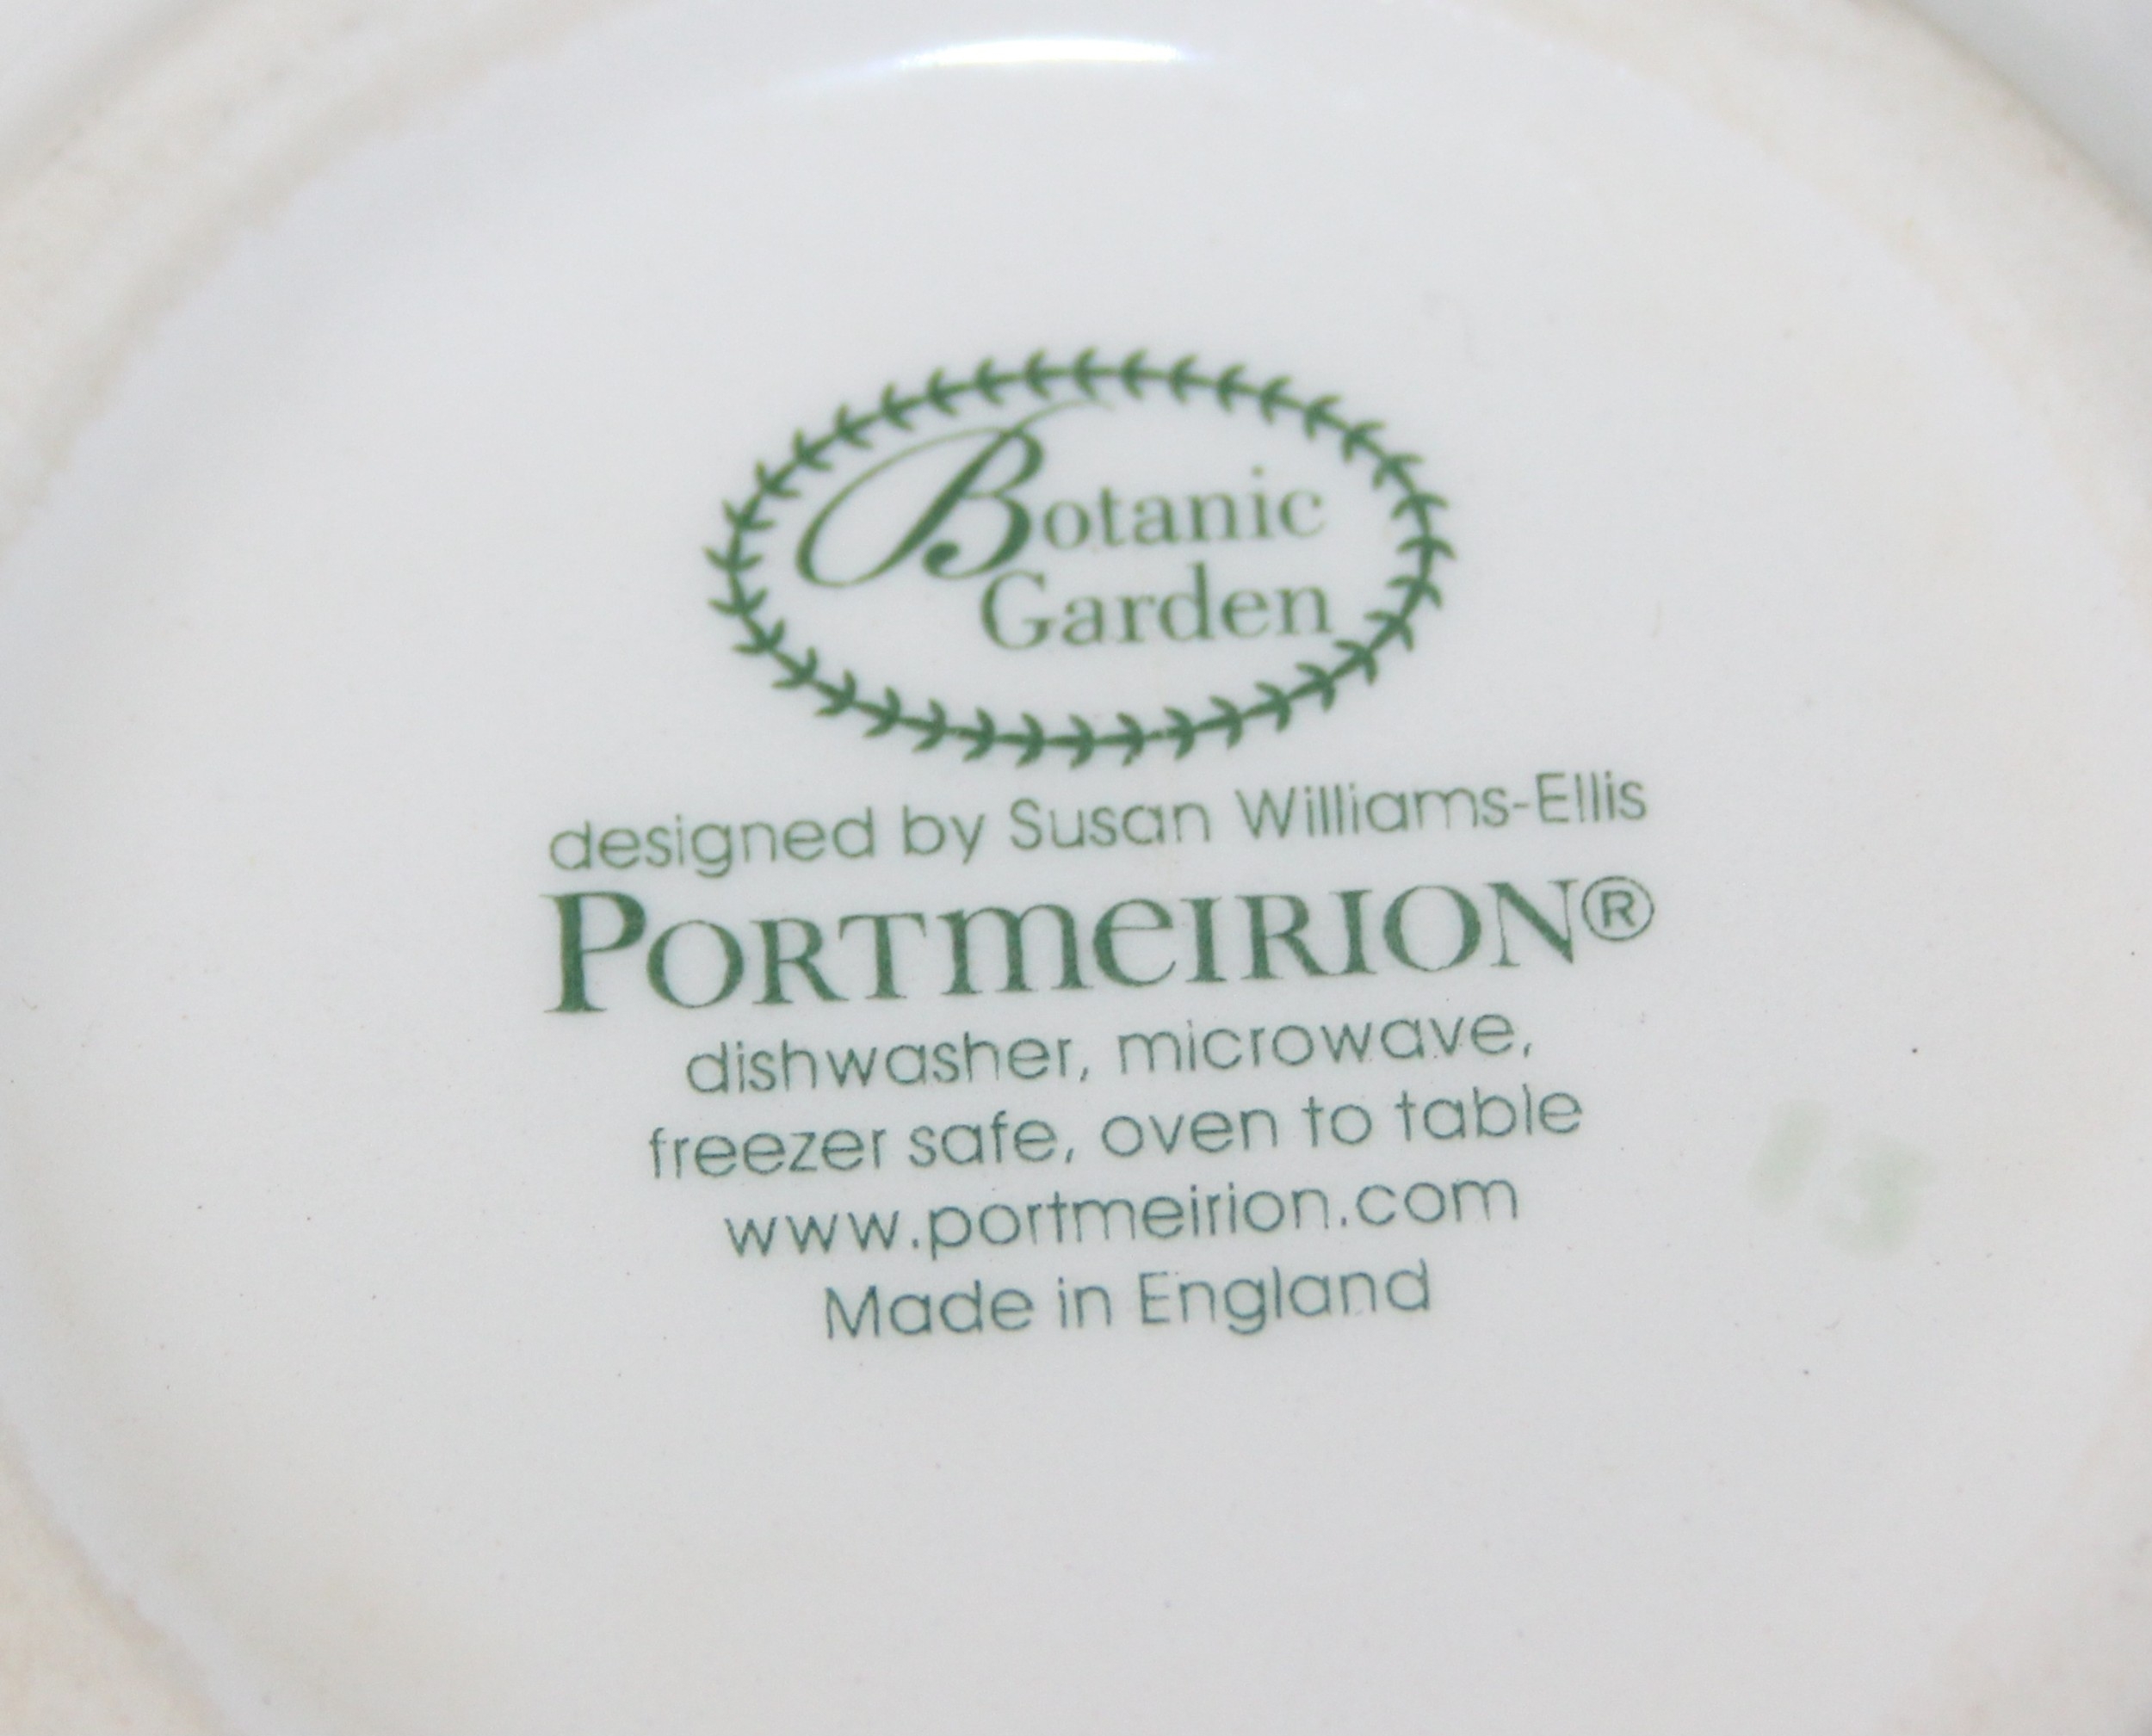 Botanic
Garden
designed by Susan Williams-Ellis
PORTmeIRION®
dishwasher, microwave,
freezer safe, oven to table
www.portmeirion.com
Made in England